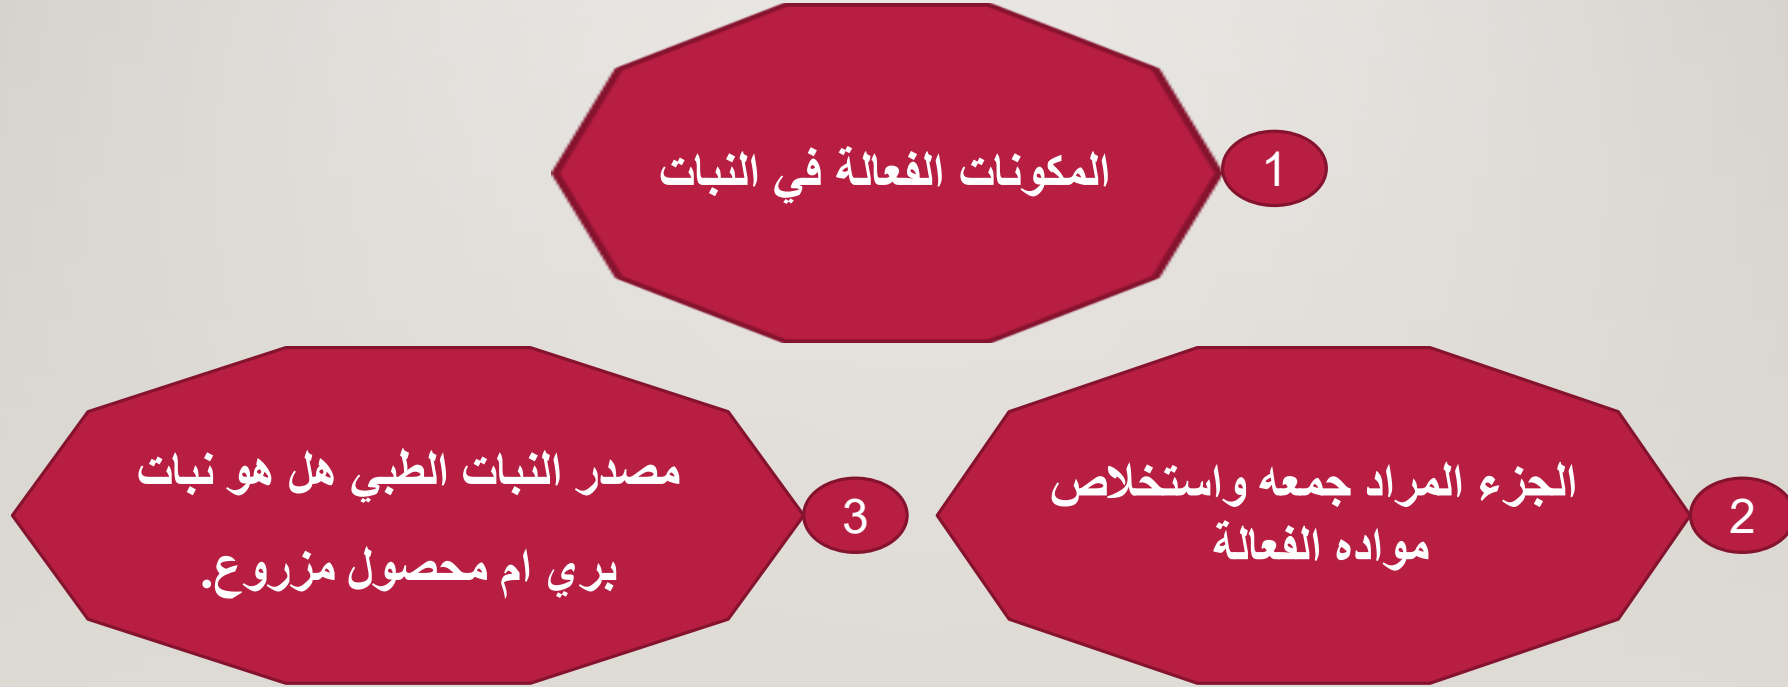 1
المكونات الفعالة في النبات
2
الجزء المراد جمعه واستخلاص
مواده الفعالة
3
مصدر النبات الطبي هل هو نبات
بري ام محصول مزروع.